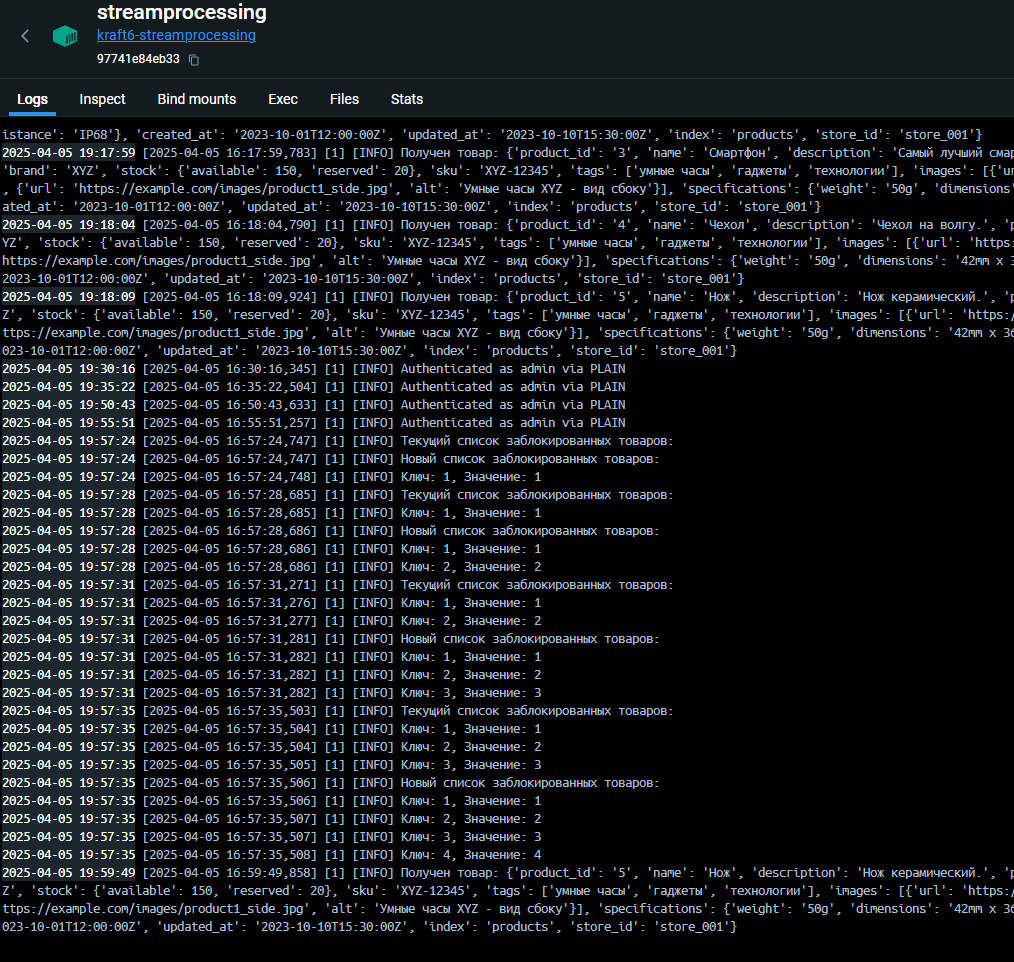 streamprocessing
kraft6-streamprocessing
97741e84eb33
Logs Inspect Bind mounts Exec Files Stats
istance': 'IP68'}, 'created_at': '2023-10-01T12:00:00Z', 'updated_at': '2023-10-10T15:30:00Z', 'index': 'products', 'store_id': 'store_001'}
2025-04-05 19:17:59 [2025-04-05 16:17:59,783] [1] [INFO] Получен товар: {'product_id': '3', 'name': 'Смартфон', 'description': 'Самый лучший смар
'brand': 'XYZ', 'stock': {'available': 150, 'reserved': 20}, 'sku': 'XYZ-12345', 'tags': ['умные часы', 'гаджеты', 'технологии'], 'images': [{'ur
, {'url': 'https://example.com/images/product1_side.jpg', 'alt': 'Умные часы XYZ - вид сбоку'}], 'specifications': {'weight': '50g', 'dimensions'
ated_at': '2023-10-01T12:00:00Z', 'updated_at': '2023-10-10T15:30:00Z', 'index': 'products', 'store_id': 'store_001'}
2025-04-05 19:18:04 [2025-04-05 16:18:04,790] [1] [INFO] Получен товар: {'product_id': '4', 'name': 'Чехол', 'description': 'Чехол на волгу.', 'p
YZ', 'stock': {'available': 150, 'reserved': 20}, 'sku': 'XYZ-12345', 'tags': ['умные часы', 'гаджеты', 'технологии'], 'images': [{'url': 'https:
https://example.com/images/product1_side.jpg', 'alt': 'Умные часы XYZ - вид сбоку'}], 'specifications': {'weight': '50g', 'dimensions': '42mm x 3
2023-10-01T12:00:00Z', 'updated_at': '2023-10-10T15:30:00Z', 'index': 'products', 'store_id': 'store_001'}
2025-04-05 19:18:09 [2025-04-05 16:18:09,924] [1] [INFO] Получен товар: {'product_id': '5', 'name': 'Нож', 'description': 'Нож керамический.', 'p
Z', 'stock': {'available': 150, 'reserved': 20}, 'sku': 'XYZ-12345', 'tags': ['умные часы', 'гаджеты', 'технологии'], 'images': [{'url': 'https:/
ttps://example.com/images/product1_side.jpg', 'alt': 'Умные часы XYZ - вид сбоку'}], 'specifications': {'weight': '50g', 'dimensions': '42mm x 36
023-10-01T12:00:00Z', 'updated_at': '2023-10-10T15:30:00Z', 'index': 'products', 'store_id': 'store_001'}
2025-04-05 19:30:16 [2025-04-05 16:30:16,345] [1] [INFO] Authenticated as admin via PLAIN
2025-04-05 19:35:22 [2025-04-05 16:35:22,504] [1] [INFO] Authenticated as admin via PLAIN
2025-04-05 19:50:43 [2025-04-05 16:50:43,633] [1] [INFO] Authenticated as admin via PLAIN
2025-04-05 19:55:51 [2025-04-05 16:55:51,257] [1] [INFO] Authenticated as admin via PLAIN
2025-04-05 19:57:24 [2025-04-05 16:57:24,747] [1] [INFO] Текущий список заблокированных товаров:
2025-04-05 19:57:24 [2025-04-05 16:57:24,747] [1] [INFO] Новый список заблокированных товаров:
2025-04-05 19:57:24 [2025-04-05 16:57:24,748] [1] [INFO] Ключ: 1, Значение: 1
2025-04-05 19:57:28 [2025-04-05 16:57:28,685] [1] [INFO] Текущий список заблокированных товаров:
2025-04-05 19:57:28 [2025-04-05 16:57:28,685] [1] [INFO] Ключ: 1, Значение: 1
2025-04-05 19:57:28 [2025-04-05 16:57:28,686] [1] [INFO] Новый список заблокированных товаров:
2025-04-05 19:57:28 [2025-04-05 16:57:28,686] [1] [INFO] Ключ: 1, Значение: 1
2025-04-05 19:57:28 [2025-04-05 16:57:28,686] [1] [INFO] Ключ: 2, Значение: 2
2025-04-05 19:57:31 [2025-04-05 16:57:31,271] [1] [INFO] Текущий список заблокированных товаров:
2025-04-05 19:57:31 [2025-04-05 16:57:31,276] [1] [INFO] Ключ: 1, Значение: 1
2025-04-05 19:57:31 [2025-04-05 16:57:31,277] [1] [INFO] Ключ: 2, Значение: 2
2025-04-05 19:57:31 [2025-04-05 16:57:31,281] [1] [INFO] Новый список заблокированных товаров:
2025-04-05 19:57:31 [2025-04-05 16:57:31,282] [1] [INFO] Ключ: 1, Значение: 1
2025-04-05 19:57:31 [2025-04-05 16:57:31,282] [1] [INFO] Ключ: 2, Значение: 2
2025-04-05 19:57:31 [2025-04-05 16:57:31,282] [1] [INFO] Ключ: 3, Значение: 3
2025-04-05 19:57:35 [2025-04-05 16:57:35,503] [1] [INFO] Текущий список заблокированных товаров:
2025-04-05 19:57:35 [2025-04-05 16:57:35,504] [1] [INFO] Ключ: 1, Значение: 1
2025-04-05 19:57:35 [2025-04-05 16:57:35,504] [1] [INFO] Ключ: 2, Значение: 2
2025-04-05 19:57:35 [2025-04-05 16:57:35,505] [1] [INFO] Ключ: 3, Значение: 3
2025-04-05 19:57:35 [2025-04-05 16:57:35,506] [1] [INFO] Новый список заблокированных товаров:
2025-04-05 19:57:35 [2025-04-05 16:57:35,506] [1] [INFO] Ключ: 1, Значение: 1
2025-04-05 19:57:35 [2025-04-05 16:57:35,507] [1] [INFO] Ключ: 2, Значение: 2
2025-04-05 19:57:35 [2025-04-05 16:57:35,507] [1] [INFO] Ключ: 3, Значение: 3
2025-04-05 19:57:35 [2025-04-05 16:57:35,508] [1] [INFO] Ключ: 4, Значение: 4
2025-04-05 19:59:49 [2025-04-05 16:59:49,858] [1] [INFO] Получен товар: {'product_id': '5', 'name': 'Нож', 'description': 'Нож керамический.', 'p
Z', 'stock': {'available': 150, 'reserved': 20}, 'sku': 'XYZ-12345', 'tags': ['умные часы', 'гаджеты', 'технологии'], 'images': [{'url': 'https:/
ttps://example.com/images/product1_side.jpg', 'alt': 'Умные часы XYZ - вид сбоку'}], 'specifications': {'weight': '50g', 'dimensions': '42mm x 36
023-10-01T12:00:00Z', 'updated_at': '2023-10-10T15:30:00Z', 'index': 'products', 'store_id': 'store_001'}